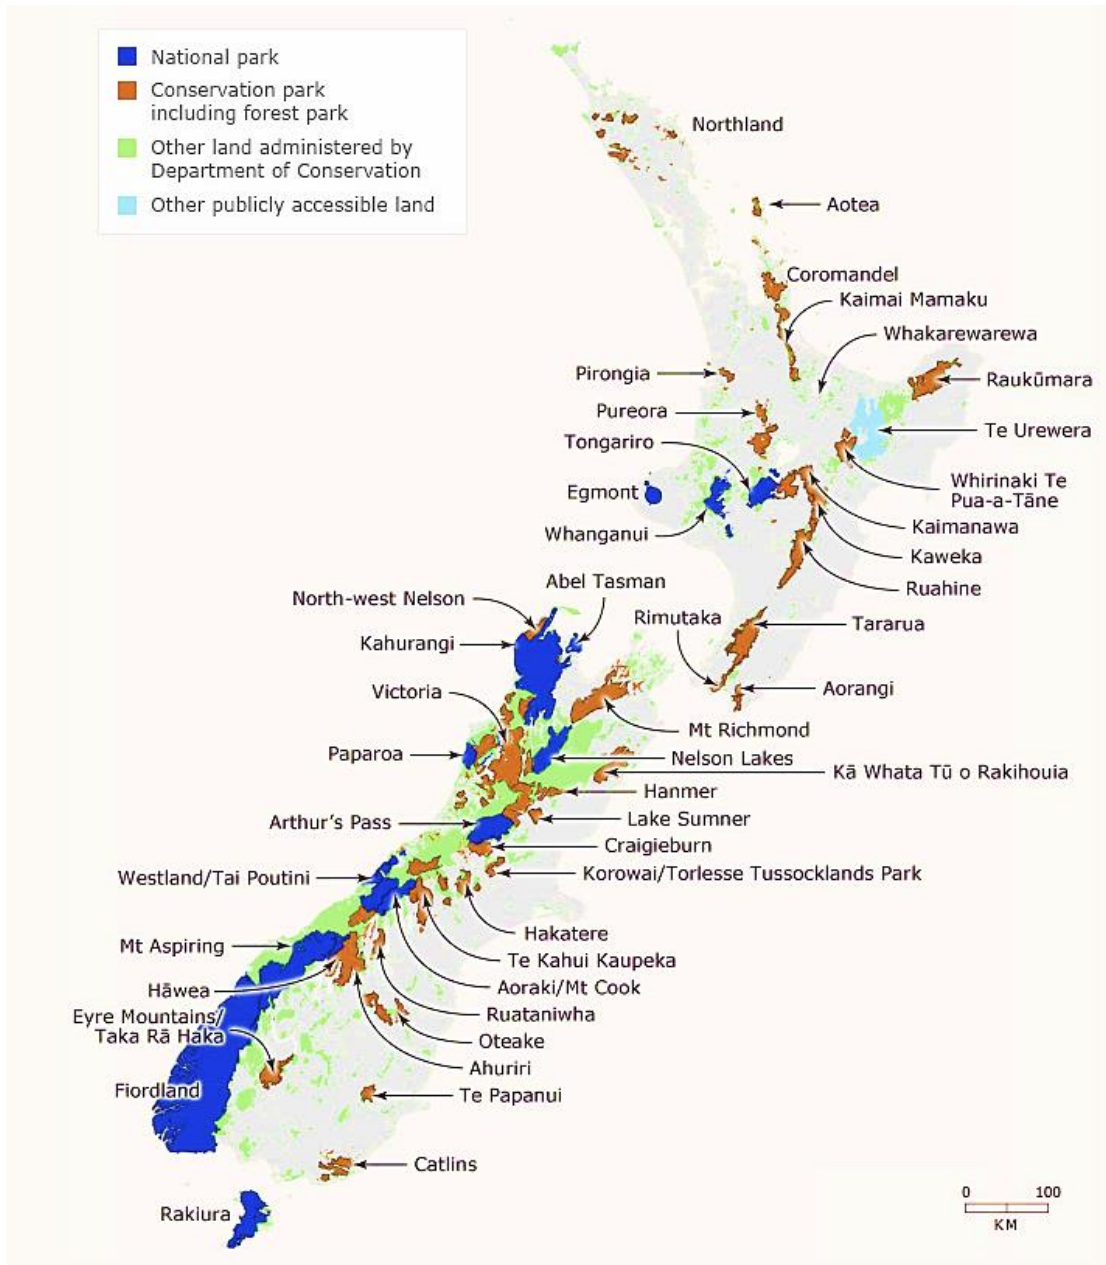 National park
Conservation park
including forest park
Other land administered by
Department of Conservation
Other publicly accessible land
Northland
Aotea
Coromandel
Kaimai Mamaku
Whakarewarewa
Pirongia
Raukūmara
Pureora
Te Urewera
Tongariro
Whirinaki Te
Pua-a-Tāne
Egmont
Kaimanawa
Whanganui
Kaweka
Ruahine
Abel Tasman
North-west Nelson
Rimutaka
Tararua
Kahurangi
Aorangi
Victoria
Mt Richmond
Paparoa
Nelson Lakes
Kā Whata Tū o Rakihouia
Hanmer
Lake Sumner
Arthur's Pass
Craigieburn
Korowai/Torlesse Tussocklands Park
Westland/Tai Poutini
Hakatere
Mt Aspiring
Te Kahui Kaupeka
Aoraki/Mt Cook
Hāwea
Ruataniwha
Eyre Mountains/
Taka Rā Haka
Oteake
Ahuriri
Fiordland
Te Papanui
Catlins
Rakiura
0 100
KM